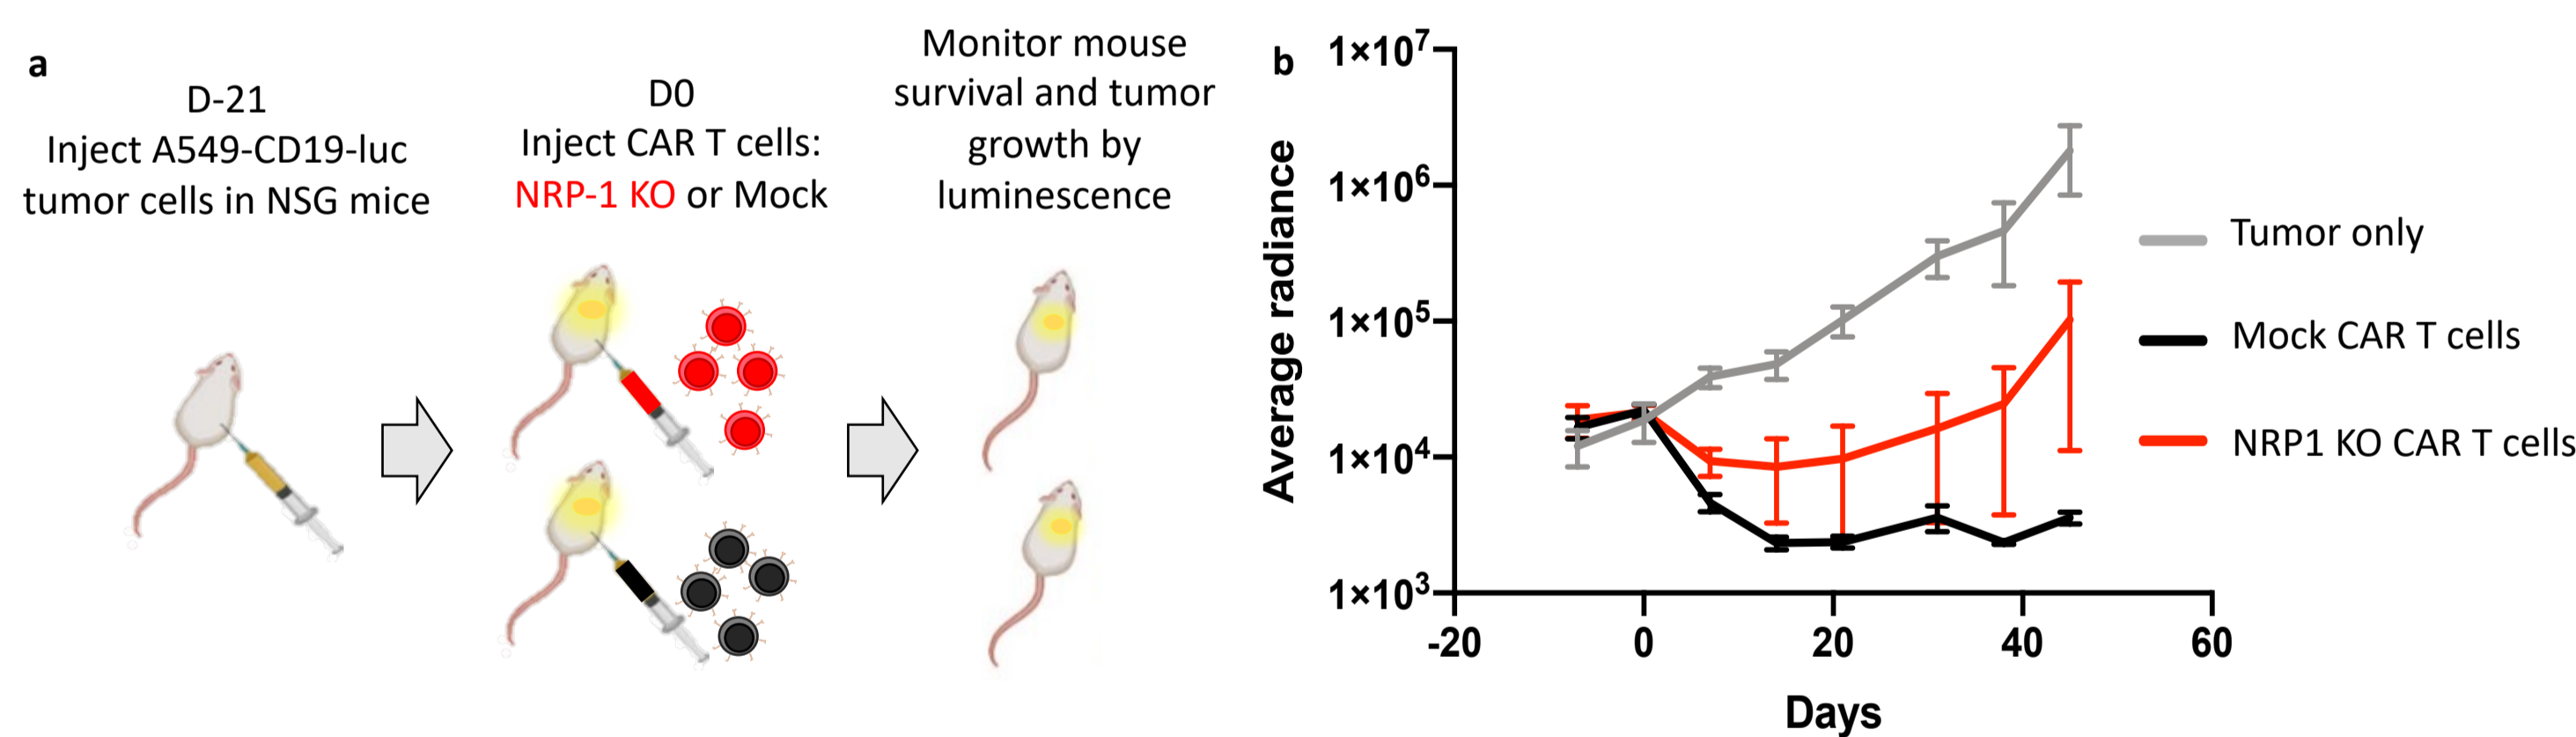 a
D-21
Inject A549-CD19-luc
tumor cells in NSG mice
D0
Inject CAR T cells:
NRP-1 KO or Mock
Monitor mouse
survival and tumor
growth by
luminescence
b
Average radiance
1×10⁷
1×10⁶
1×10⁵
1×10⁴
1×10³
-20 0 20 40 60
Days
Tumor only
Mock CAR T cells
NRP1 KO CAR T cells